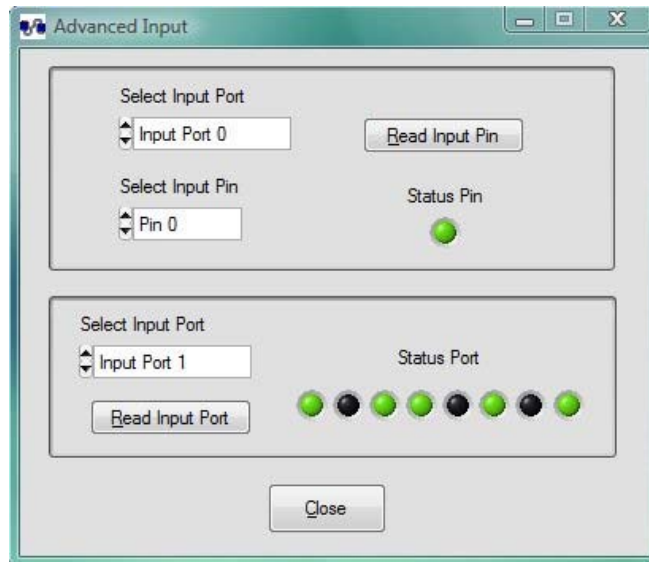 Advanced Input
Select Input Port
Input Port 0
Read Input Pin
Select Input Pin
Status Pin
Pin 0
Select Input Port
Input Port 1
Status Port
Read Input Port
Close